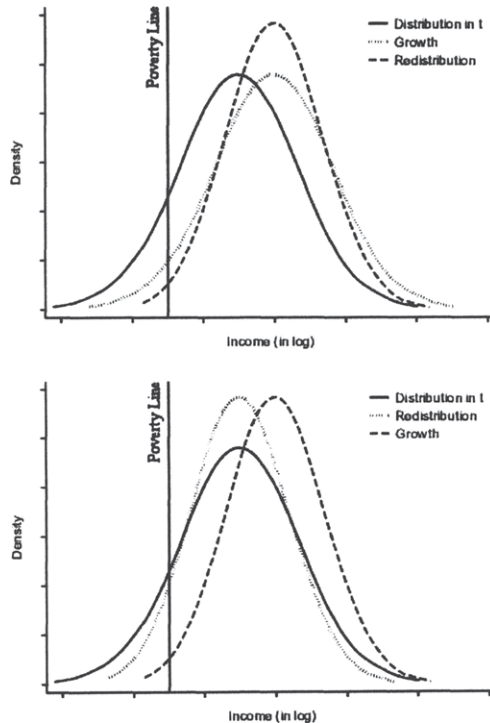 Poverty Line
Distribution in t
Growth
Redistribution
Density
Income (in log)
Poverty Line
Distribution in t
Redistribution
Growth
Density
Income (in log)